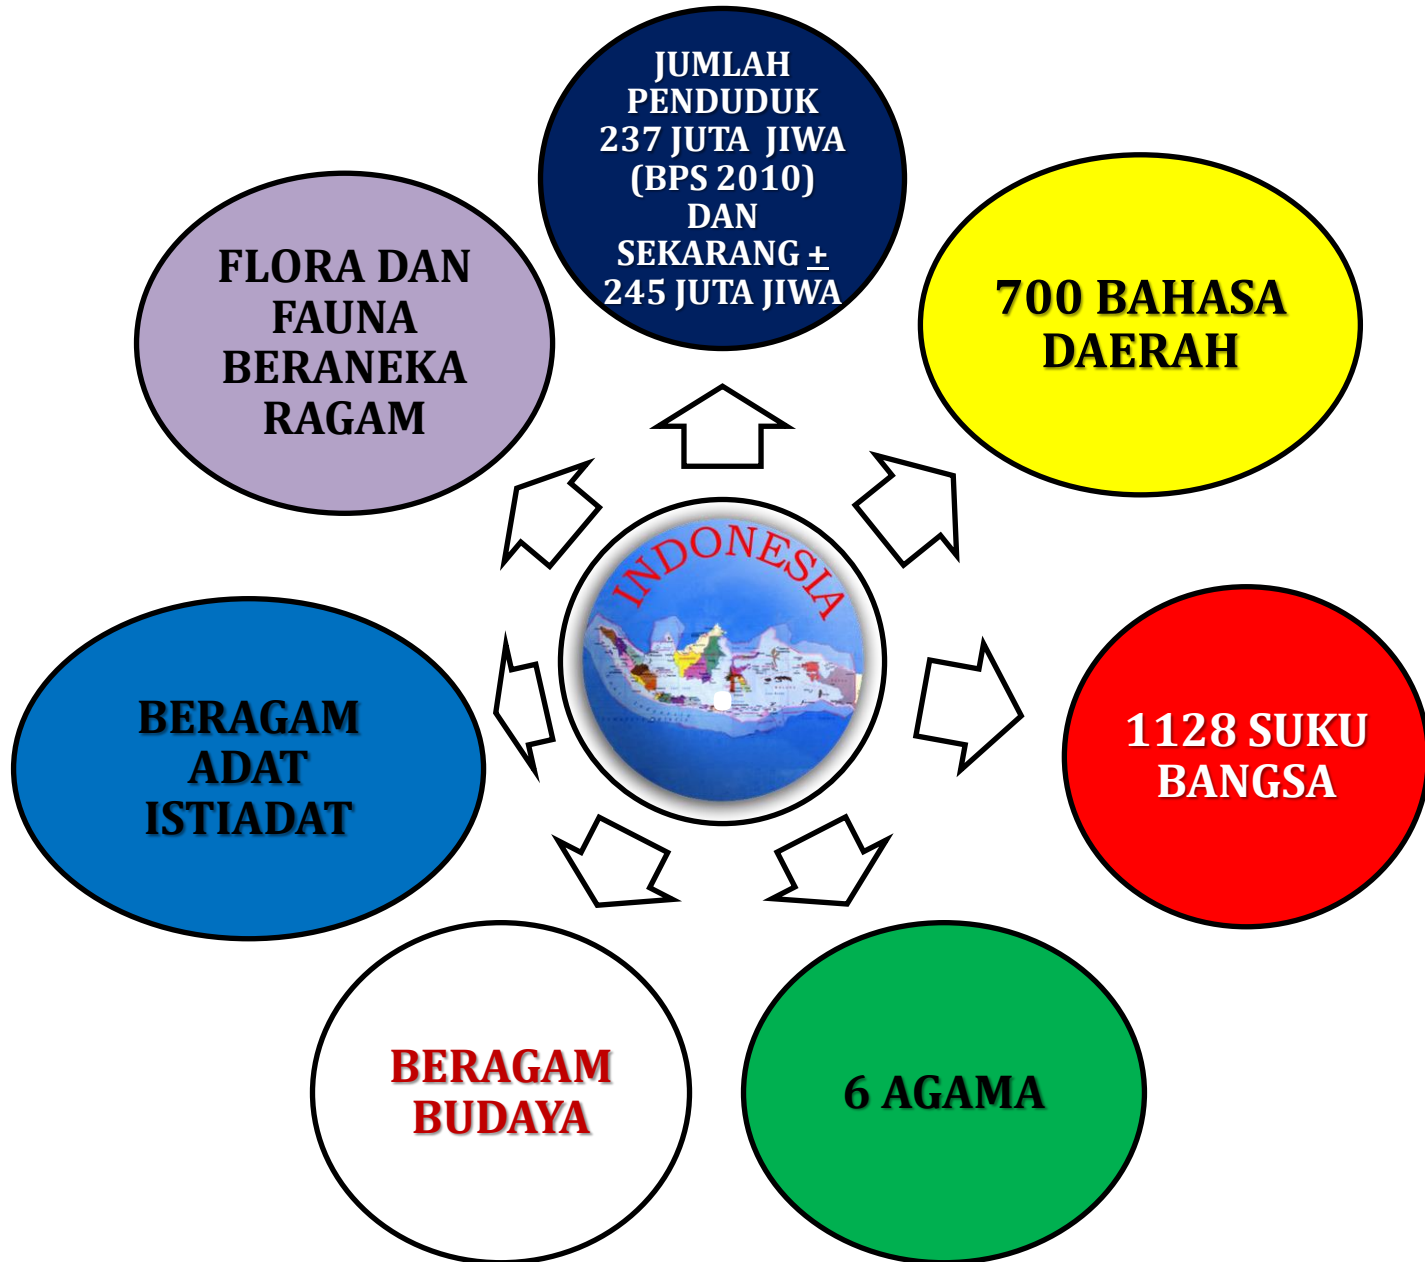 JUMLAH
PENDUDUK
237 JUTA JIWA
(BPS 2010)
DAN
SEKARANG ±
245 JUTA JIWA
700 BAHASA
DAERAH
1128 SUKU
BANGSA
6 AGAMA
BERAGAM
BUDAYA
BERAGAM
ADAT
ISTIADAT
FLORA DAN
FAUNA
BERANEKA
RAGAM
INDONESIA